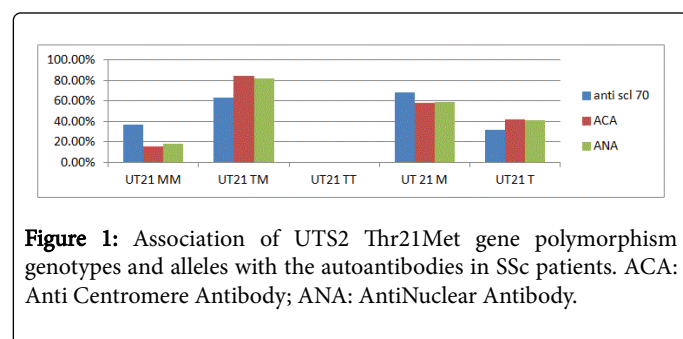 100.00%
80.00%
60.00%
40.00%
20.00%
0.00%
UT21 MM
UT21 TM
UT21 TT
UT 21 M
UT21 T
anti scl 70
ACA
ANA
Figure 1: Association of UTS2 Thr21Met gene polymorphism
genotypes and alleles with the autoantibodies in SSc patients. ACA:
Anti Centromere Antibody; ANA: AntiNuclear Antibody.